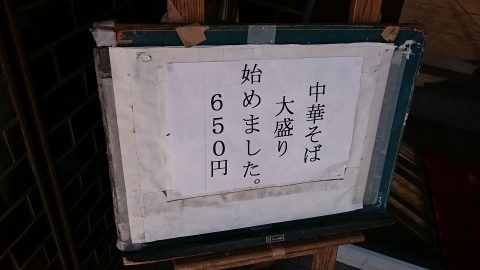 中華そば
大盛り
始めました。
６５０円